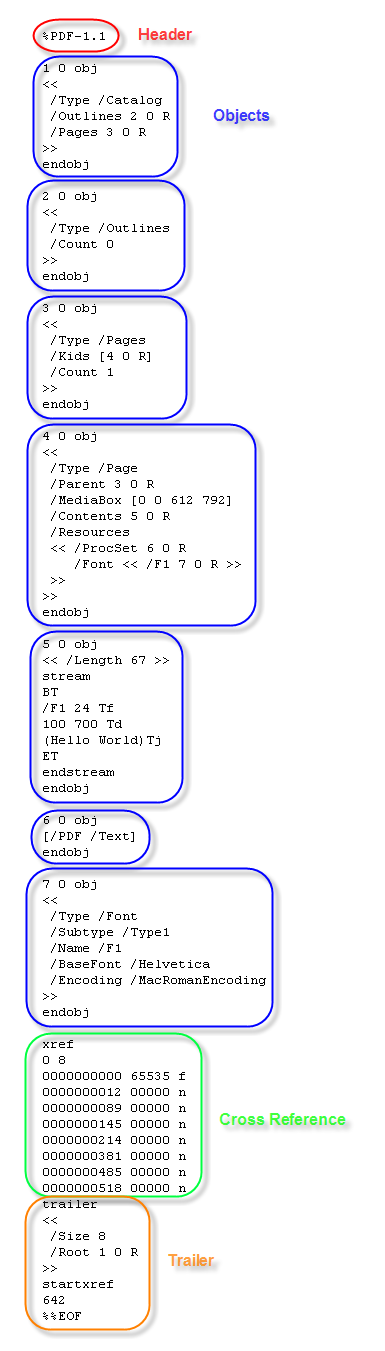 %PDF-1.1
Header
1 0 obj
<<
/Type /Catalog
/Outlines 2 0 R
Objects
/Pages 3 0 R
>>
endobj
2 0 obj
<<
/Type /Outlines
/Count 0
>>
endobj
3 0 obj
<<
/Type /Pages
/Kids [4 0 R]
/Count 1
>>
endobj
4 0 obj
<<
/Type /Page
/Parent 3 0 R
/MediaBox [0 0 612 792]
/Contents 5 0 R
/Resources
<< /ProcSet 6 0 R
/Font << /F1 7 0 R >>
>>
>>
endobj
5 0 obj
<< /Length 67 >>
stream
BT
/F1 24 Tf
100 700 Td
(Hello World)Tj
ET
endstream
endobj
6 0 obj
[/PDF /Text]
endobj
7 0 obj
<<
/Type /Font
/Subtype /Type1
/Name /F1
/BaseFont /Helvetica
/Encoding /MacRomanEncoding
>>
endobj
xref
0 8
0000000000 65535 f
0000000012 00000 n
0000000089 00000 n
0000000145 00000 n
Cross Reference
0000000214 00000 n
0000000381 00000 n
0000000485 00000 n
0000000518 00000 n
trailer
<<
/Size 8
/Root 1 0 R
Trailer
>>
startxref
642
%%EOF